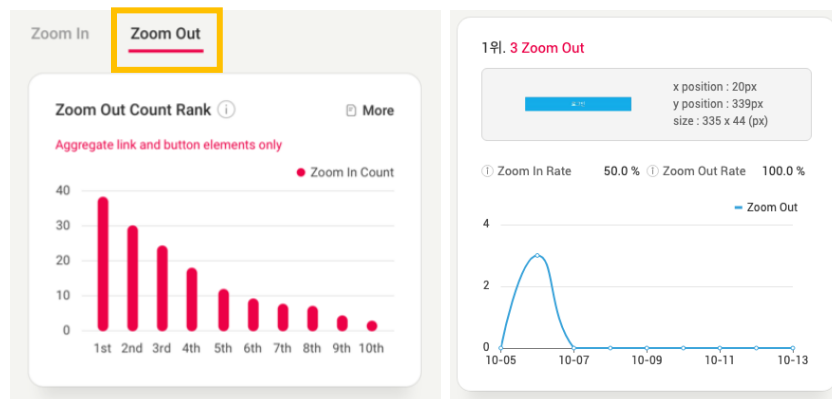 Zoom In
Zoom Out
Zoom Out Count Rank
More
Aggregate link and button elements only
Zoom In Count
40
30
20
10
0
1st 2nd 3rd 4th 5th 6th 7th 8th 9th 10th
1위. 3 Zoom Out
x position : 20px
y position : 339px
size : 335 x 44 (px)
Zoom In Rate 50.0 % Zoom Out Rate 100.0 %
Zoom Out
4
2
0
10-05 10-07 10-09 10-11 10-13